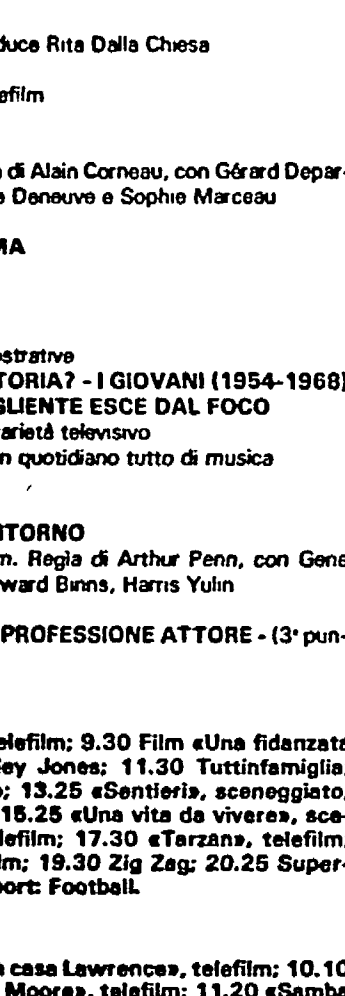 duce Rita Dalla Chiesa
efilm
di Alain Corneau, con Gérard Depar-
e Deneuve e Sophie Marceau
MA
ostrative
TORIA? - I GIOVANI (1954-1968)
GLIENTE ESCE DAL FOCO
arietà televisivo
n quotidiano tutto di musica
ITORNO
m. Regia di Arthur Penn, con Gene
ward Binns, Harris Yulin
PROFESSIONE ATTORE - (3ª pun-
elefilm; 9.30 Film «Una fidanzata
ey Jones; 11.30 Tuttinfamiglia,
; 13.25 «Sentieri», sceneggiato,
15.25 «Una vita da vivere», sce-
lefilm; 17.30 «Tarzan», telefilm,
lm; 19.30 Zig Zag; 20.25 Super-
port: Football.
casa Lawrence», telefilm; 10.10
Moore», telefilm; 11.20 «Samba